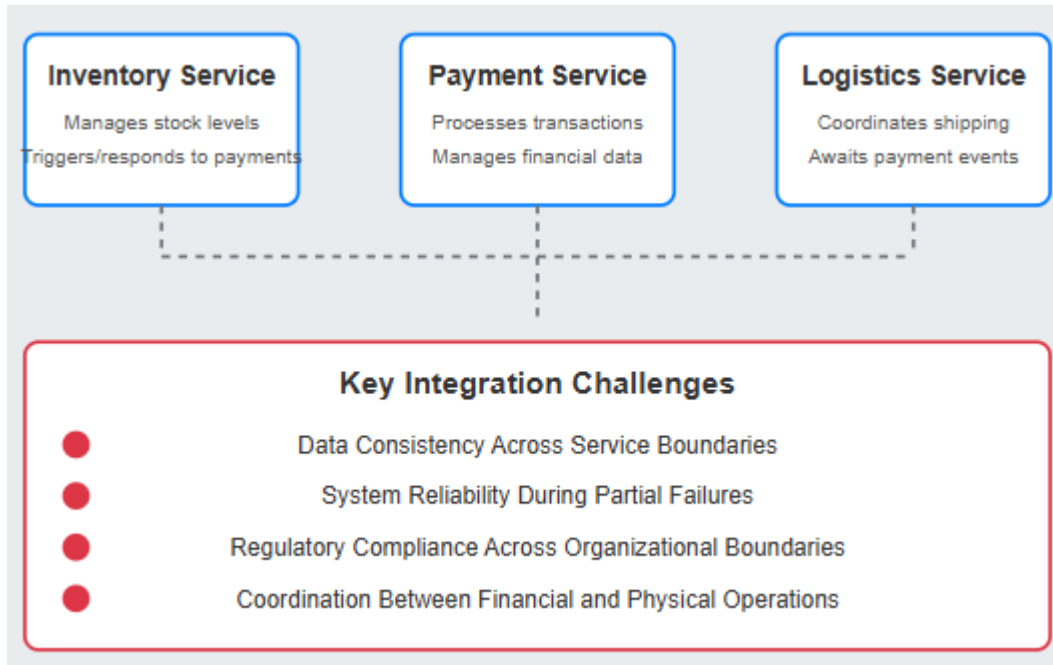 Inventory Service
Manages stock levels
Triggers/responds to payments
Payment Service
Processes transactions
Manages financial data
Logistics Service
Coordinates shipping
Awaits payment events
Key Integration Challenges
Data Consistency Across Service Boundaries
System Reliability During Partial Failures
Regulatory Compliance Across Organizational Boundaries
Coordination Between Financial and Physical Operations